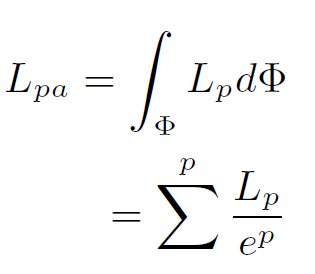 $L_{pa} = \int_{\Phi} L_p d\Phi$
$= \sum^{p} \frac{L_p}{e^p}$